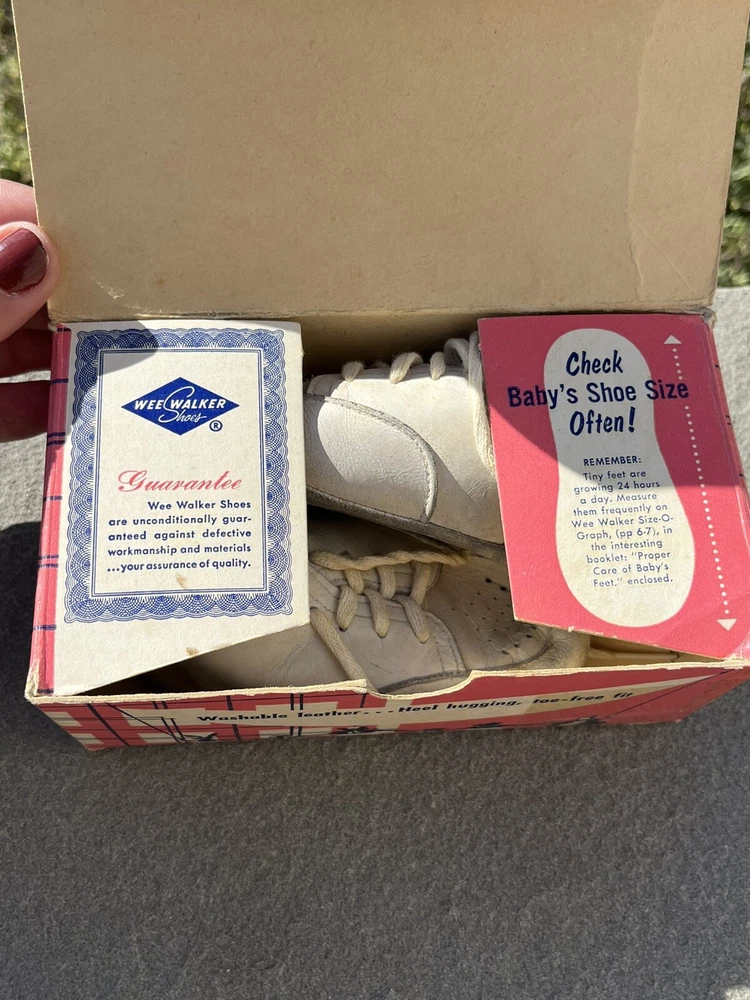 WEE WALKER
Shoes
®
Guarantee
Wee Walker Shoes
are unconditionally guar-
anteed against defective
workmanship and materials
...your assurance of quality.
Check
Baby's Shoe Size
Often!
REMEMBER:
Tiny feet are
growing 24 hours
a day. Measure
them frequently on
Wee Walker Size-O-
Graph, (pp 6-7), in
the interesting
booklet: "Proper
Care of Baby's
Feet," enclosed.
Washable leather...Heel hugging, toe-free fit